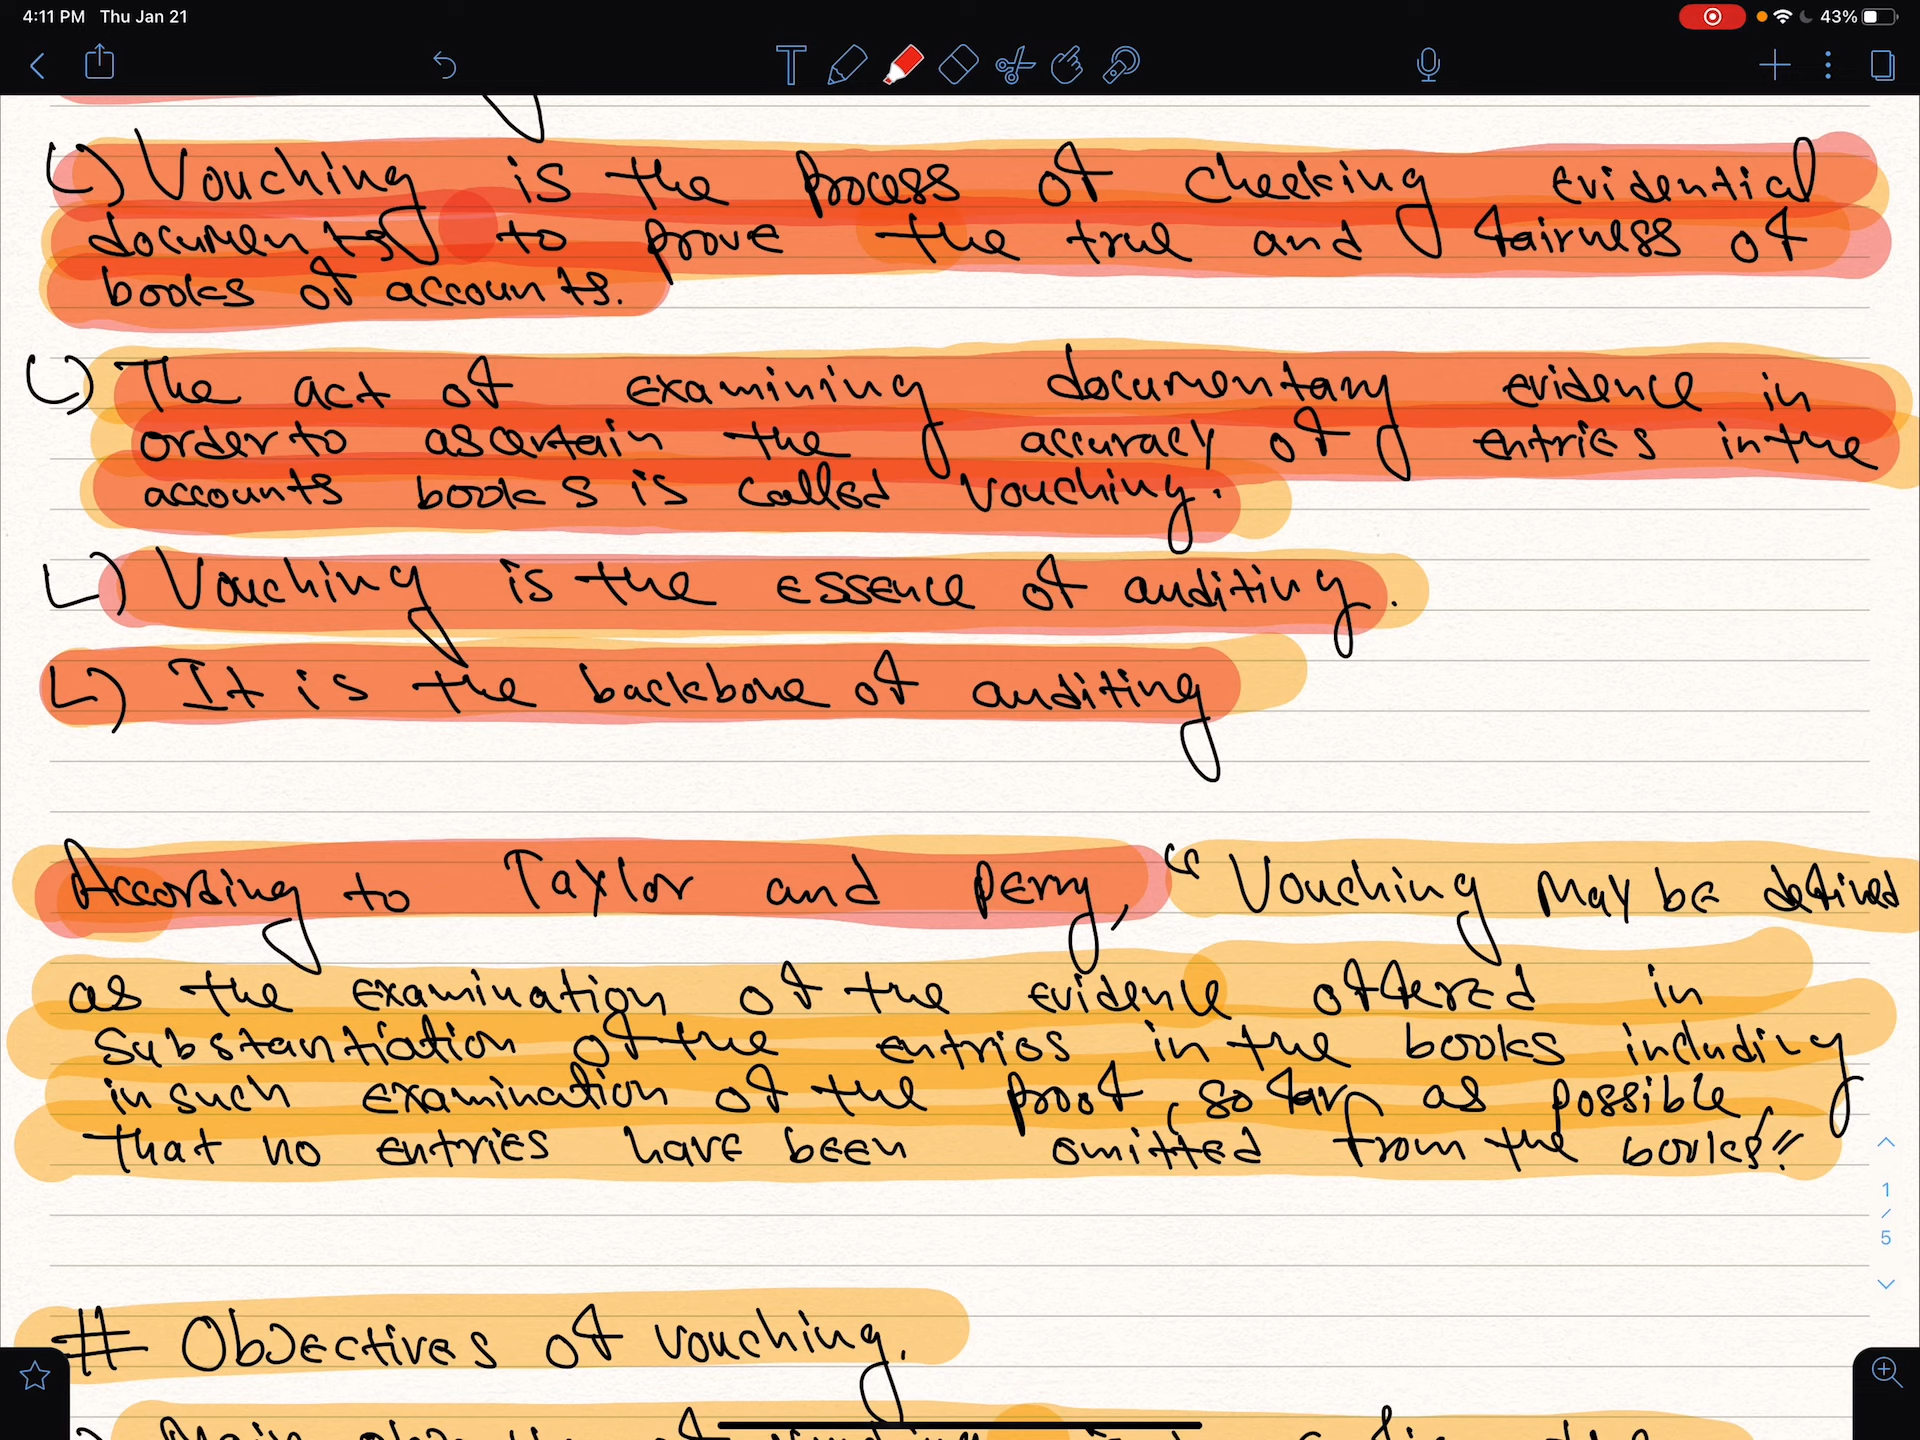 4:11 PM Thu Jan 21
43%
Vouching is the process of checking evidential
documents to prove the true and fairness of
books of accounts.
The act of examining documentary evidence in
order to ascertain the accuracy of entries in the
accounts books is called vouching.
Vouching is the essence of auditing.
It is the backbone of auditing
According to Taylor and Perry, "Vouching may be defined
as the examination of the evidence offered in
substantiation of the entries in the books including
in such examination of the proof, so far as possible,
that no entries have been omitted from the books."
1
/
5
# Objectives of vouching.